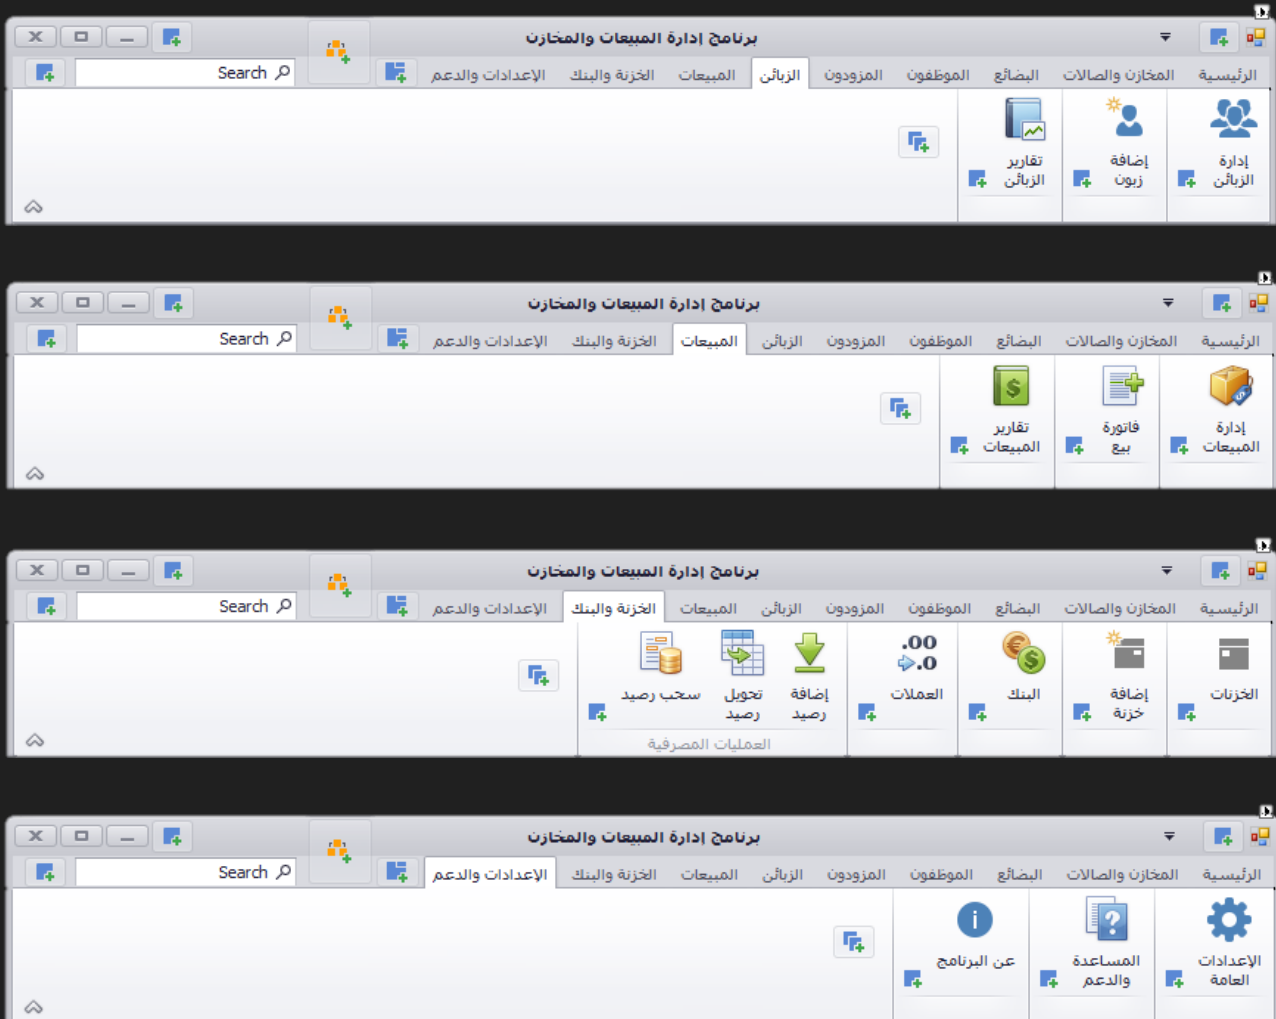 برنامج إدارة المبيعات والمخازن
الرئيسية المخازن والصالات البضائع الموظفون المزودون الزبائن المبيعات الخزنة والبنك الإعدادات والدعم Search
إدارة الزبائن
إضافة زبون
تقارير الزبائن
برنامج إدارة المبيعات والمخازن
الرئيسية المخازن والصالات البضائع الموظفون المزودون الزبائن المبيعات الخزنة والبنك الإعدادات والدعم Search
إدارة المبيعات
فاتورة بيع
تقارير المبيعات
برنامج إدارة المبيعات والمخازن
الرئيسية المخازن والصالات البضائع الموظفون المزودون الزبائن المبيعات الخزنة والبنك الإعدادات والدعم Search
الخزنات
إضافة خزنة
البنك
.00
.0
العملات
إضافة رصيد
تحويل رصيد
سحب رصيد
العمليات المصرفية
برنامج إدارة المبيعات والمخازن
الرئيسية المخازن والصالات البضائع الموظفون المزودون الزبائن المبيعات الخزنة والبنك الإعدادات والدعم Search
الإعدادات العامة
المساعدة والدعم
عن البرنامج